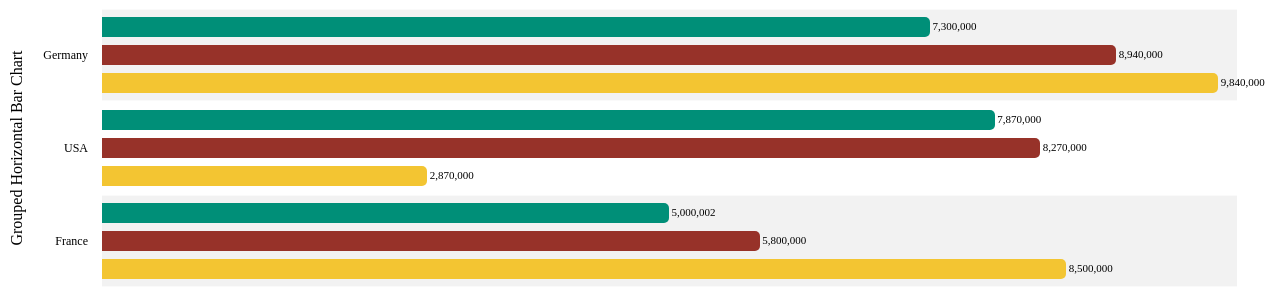 Grouped Horizontal Bar Chart
Germany
7,300,000
8,940,000
9,840,000
USA
7,870,000
8,270,000
2,870,000
France
5,000,002
5,800,000
8,500,000